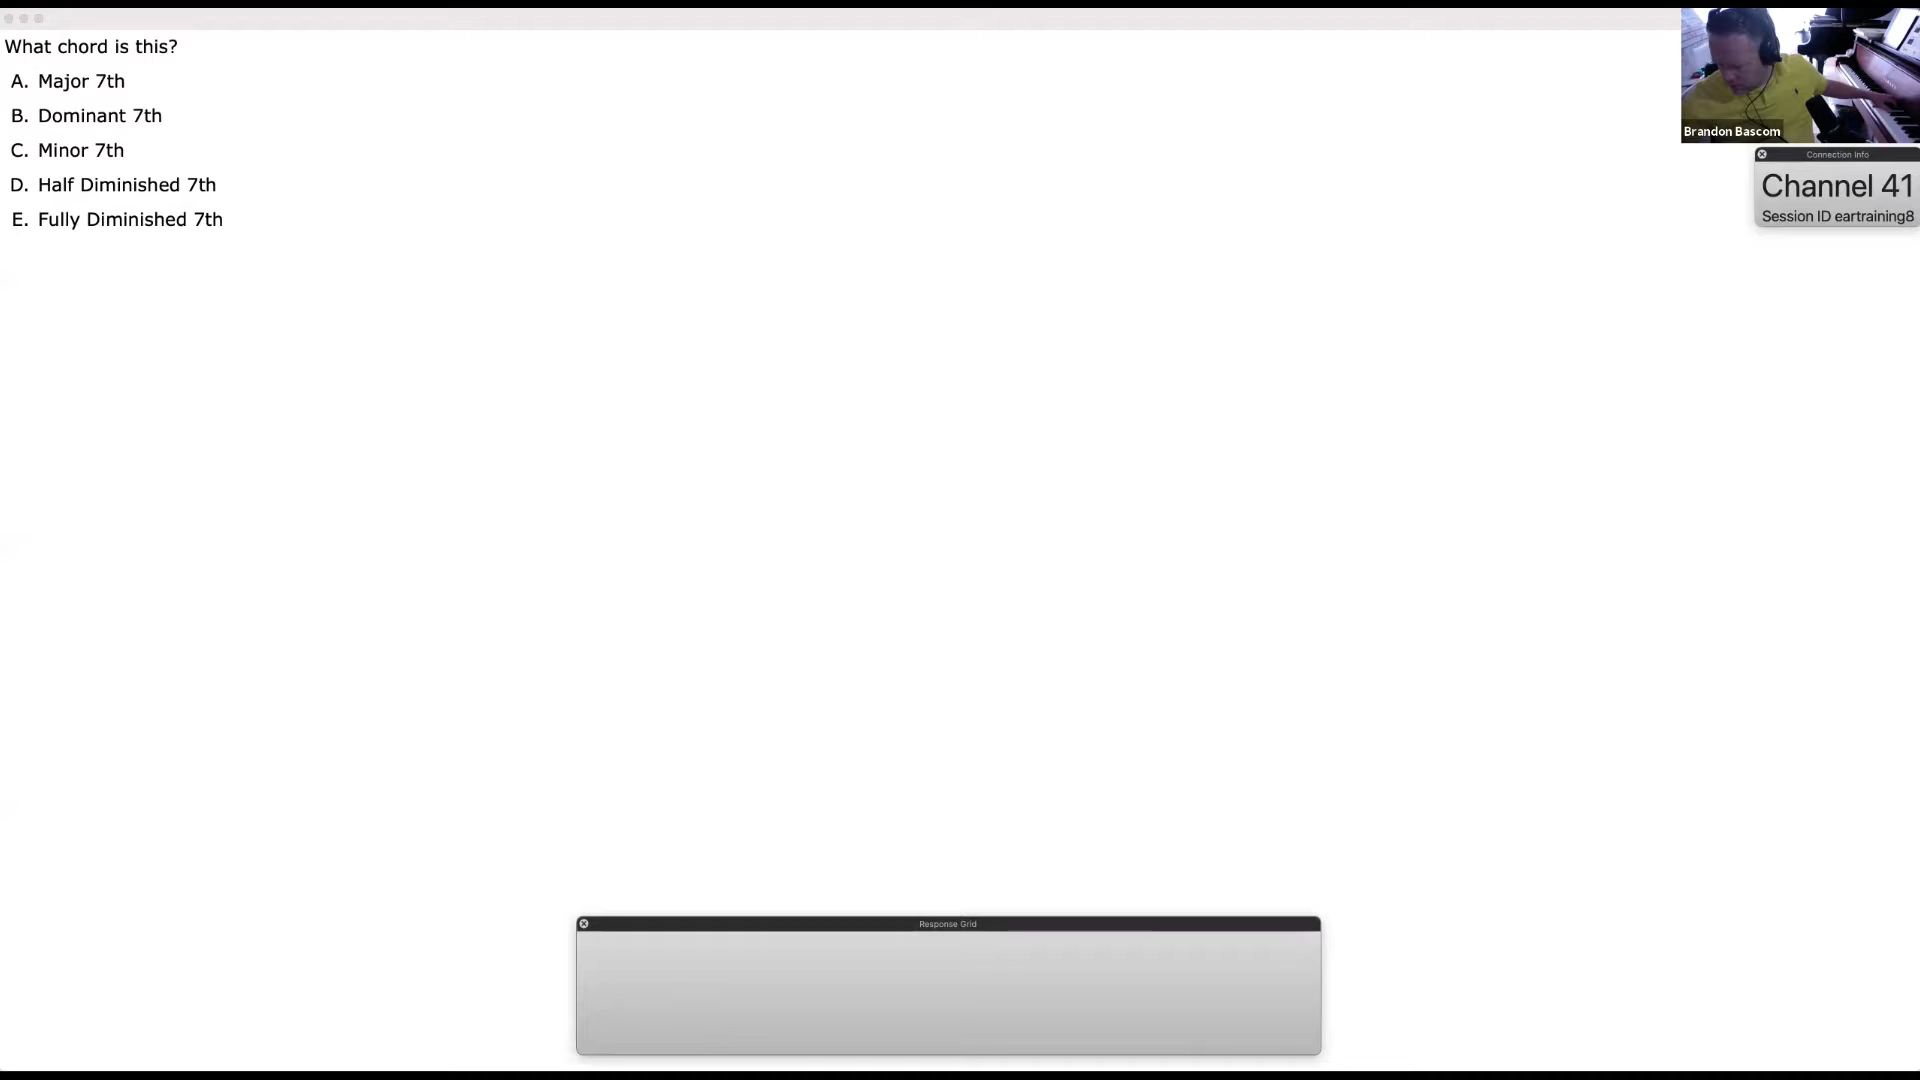 What chord is this?
A. Major 7th
B. Dominant 7th
C. Minor 7th
D. Half Diminished 7th
E. Fully Diminished 7th
Brandon Bascom
Connection Info
Channel 41
Session ID eartraining8
Response Grid